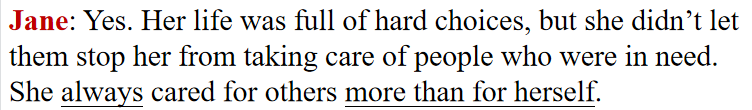 Jane: Yes. Her life was full of hard choices, but she didn’t let
them stop her from taking care of people who were in need.
She always cared for others more than for herself.